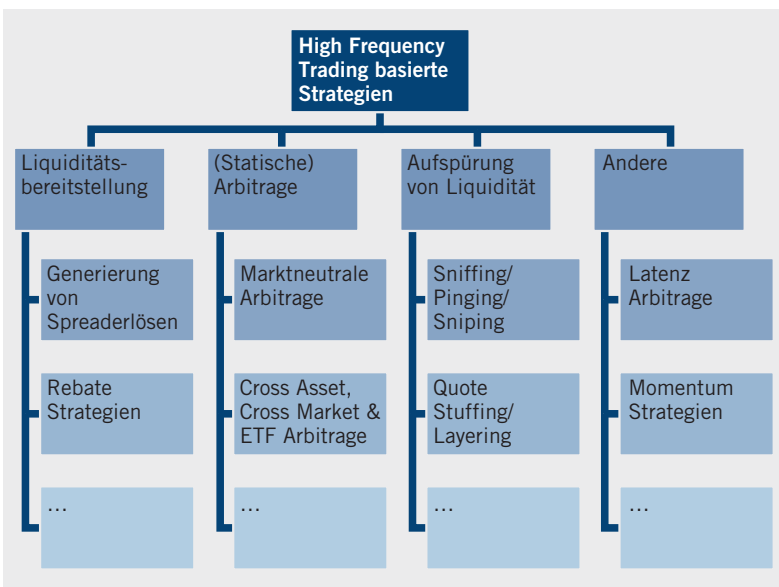 High Frequency
Trading basierte
Strategien
Liquiditäts-
bereitstellung
(Statische)
Arbitrage
Aufspürung
von Liquidität
Andere
Generierung
von
Spreaderlösen
Marktneutrale
Arbitrage
Sniffing/
Pinging/
Sniping
Latenz
Arbitrage
Rebate
Strategien
Cross Asset,
Cross Market &
ETF Arbitrage
Quote
Stuffing/
Layering
Momentum
Strategien
…
…
…
…